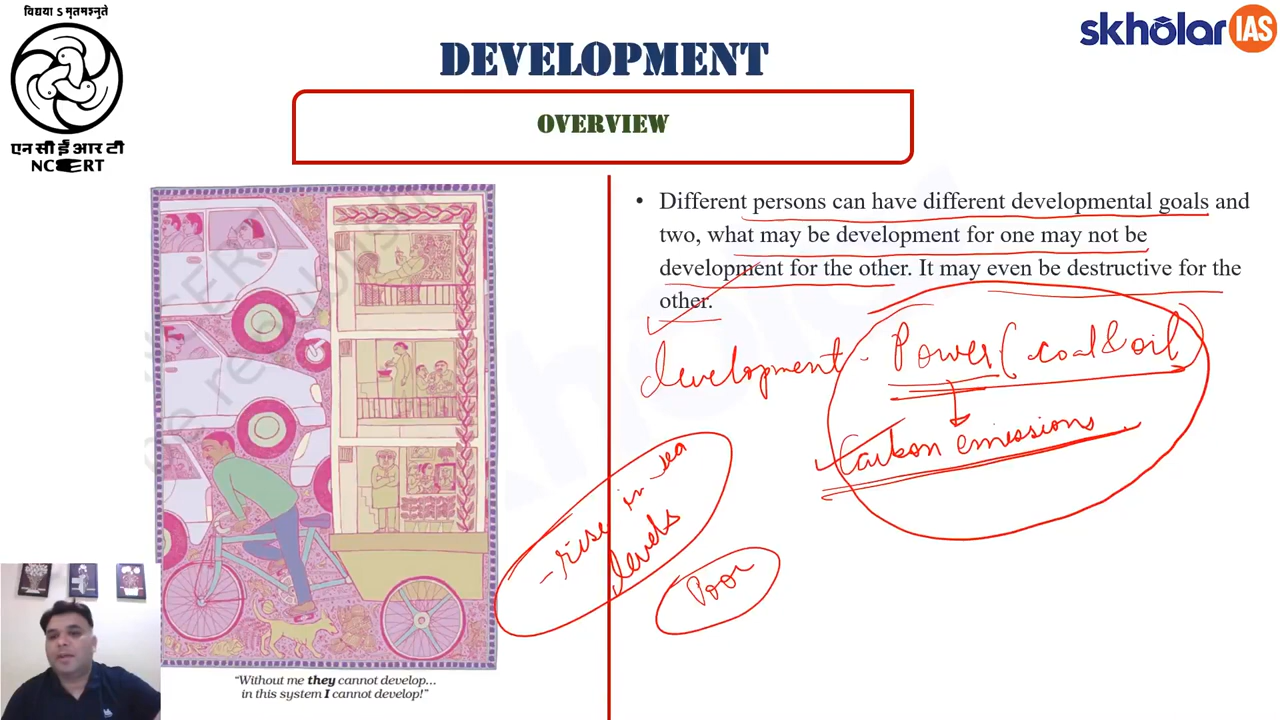 विद्यया ऽ मृतमश्नुते
एन सी ई आर टी
NCERT
skholar IAS
DEVELOPMENT
OVERVIEW
• Different persons can have different developmental goals and
two, what may be development for one may not be
development for the other. It may even be destructive for the
other.
development - Power ( coal & oil )
Carbon emissions
- rise in sea
levels
Poor
"Without me they cannot develop...
in this system I cannot develop!"